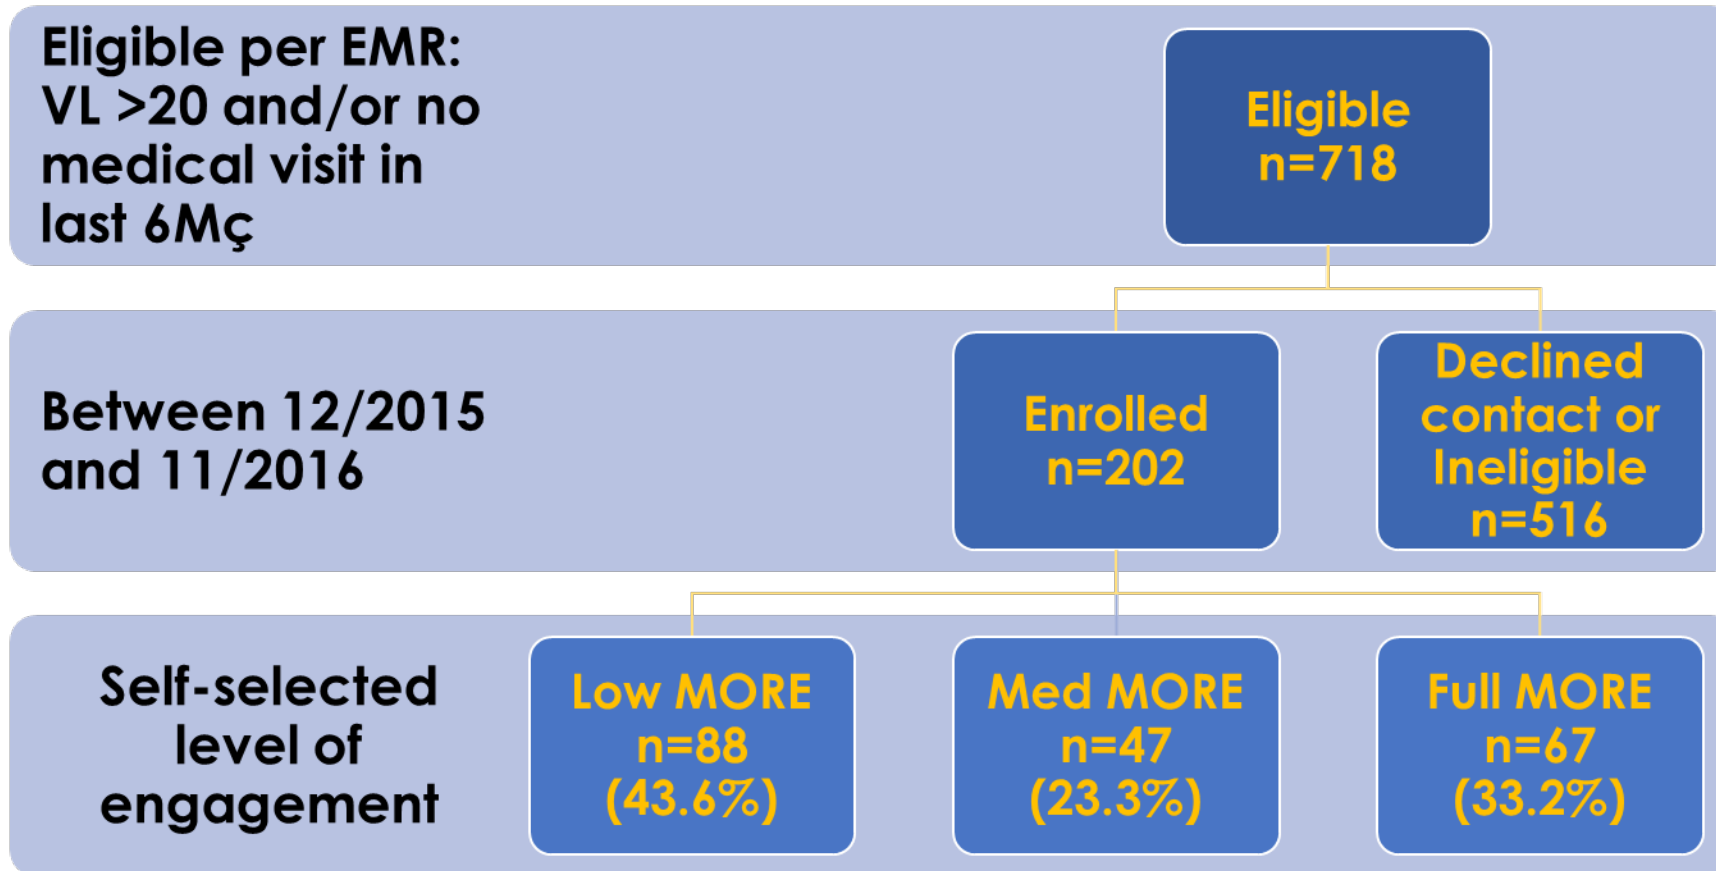 Eligible per EMR:
VL >20 and/or no
medical visit in
last 6Mç
Eligible
n=718
Between 12/2015
and 11/2016
Enrolled
n=202
Declined
contact or
Ineligible
n=516
Self-selected
level of
engagement
Low MORE
n=88
(43.6%)
Med MORE
n=47
(23.3%)
Full MORE
n=67
(33.2%)